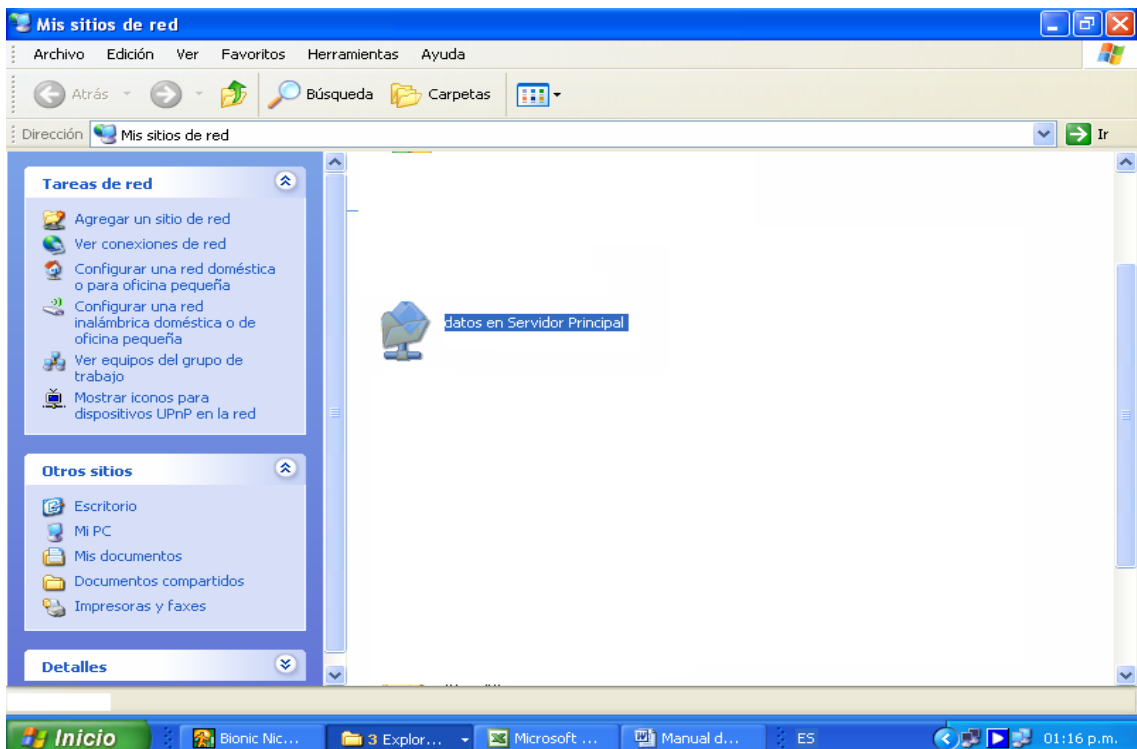 Mis sitios de red
Archivo Edición Ver Favoritos Herramientas Ayuda
Atrás Búsqueda Carpetas
Dirección Mis sitios de red Ir
Tareas de red
Agregar un sitio de red
Ver conexiones de red
Configurar una red doméstica
o para oficina pequeña
Configurar una red
inalámbrica doméstica o de
oficina pequeña
Ver equipos del grupo de
trabajo
Mostrar iconos para
dispositivos UPnP en la red
datos en Servidor Principal
Otros sitios
Escritorio
Mi PC
Mis documentos
Documentos compartidos
Impresoras y faxes
Detalles
Inicio Bionic Nic... 3 Explor... Microsoft ... Manual d... ES 01:16 p.m.